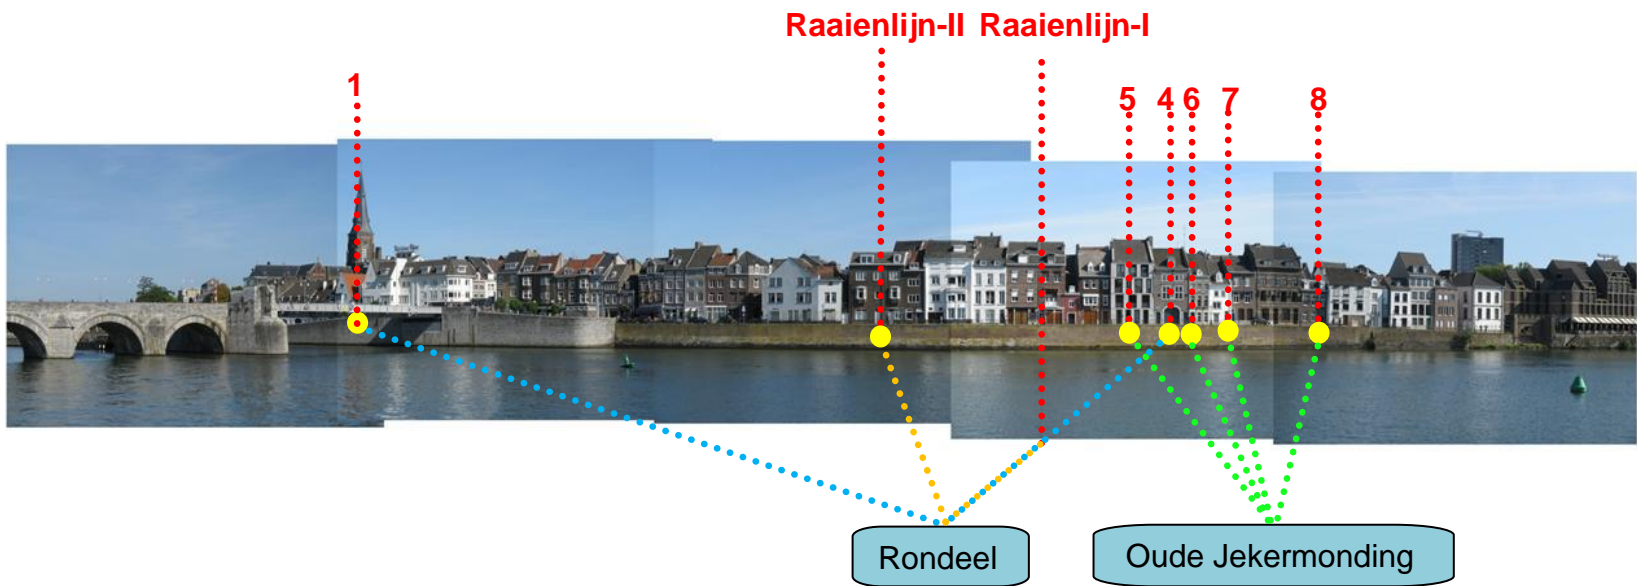 Raaienlijn-II Raaienlijn-I
1
5 4 6 7 8
Rondeel
Oude Jekermonding